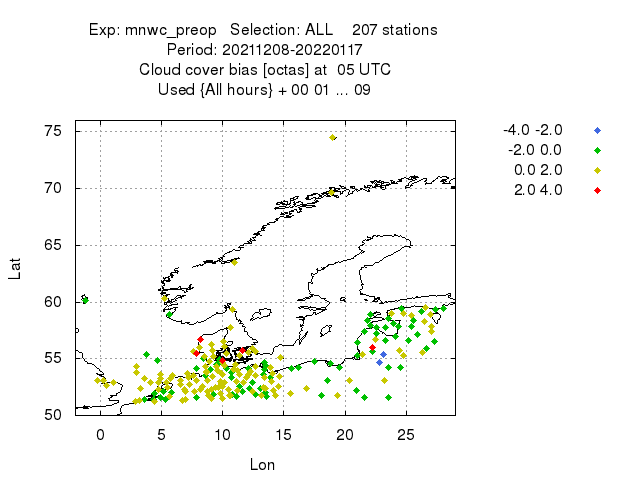 Exp: mnwc_preop   Selection: ALL    207 stations
Period: 20211208-20220117
Cloud cover bias [octas] at  05 UTC
Used {All hours} + 00 01 ... 09
-4.0 -2.0
-2.0 0.0
0.0 2.0
2.0 4.0
75
70
65
60
55
50
Lat
0 5 10 15 20 25
Lon